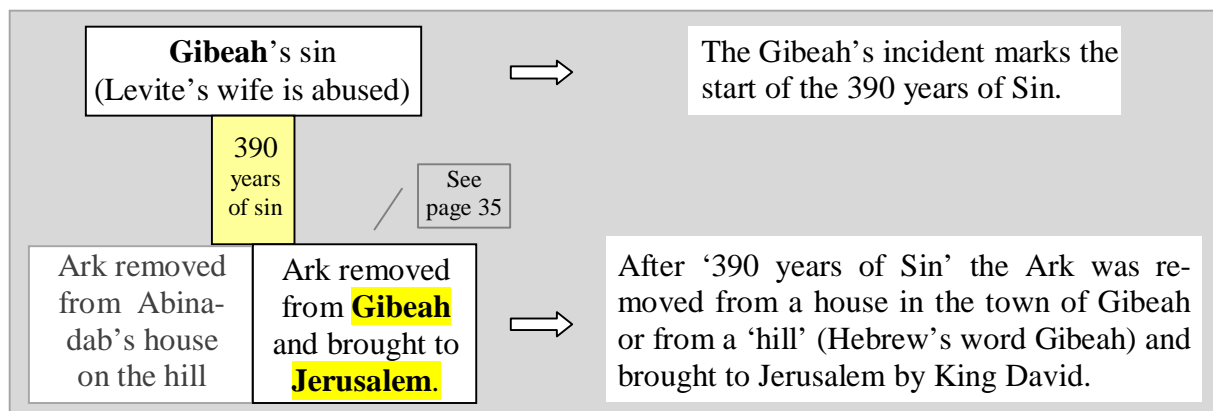 Gibeah’s sin
(Levite’s wife is abused)
The Gibeah’s incident marks the
start of the 390 years of Sin.
390
years
of sin
See
page 35
Ark removed
from Abina-
dab’s house
on the hill
Ark removed
from Gibeah
and brought to
Jerusalem.
After ‘390 years of Sin’ the Ark was re-
moved from a house in the town of Gibeah
or from a ‘hill’ (Hebrew’s word Gibeah) and
brought to Jerusalem by King David.